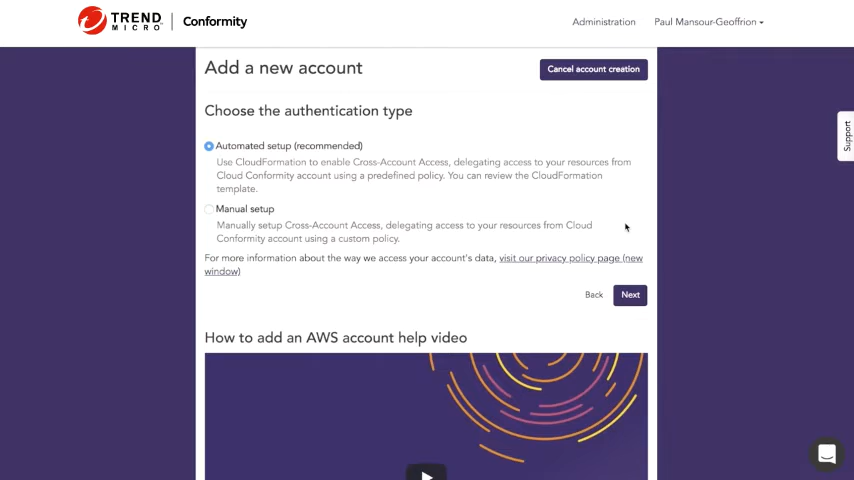 TREND MICRO Conformity
Administration
Paul Mansour-Geoffrion
Add a new account
Cancel account creation
Support
Choose the authentication type
Automated setup (recommended)
Use CloudFormation to enable Cross-Account Access, delegating access to your resources from
Cloud Conformity account using a predefined policy. You can review the CloudFormation
template.
Manual setup
Manually setup Cross-Account Access, delegating access to your resources from Cloud
Conformity account using a custom policy.
For more information about the way we access your account's data, visit our privacy policy page (new
window)
Back
Next
How to add an AWS account help video